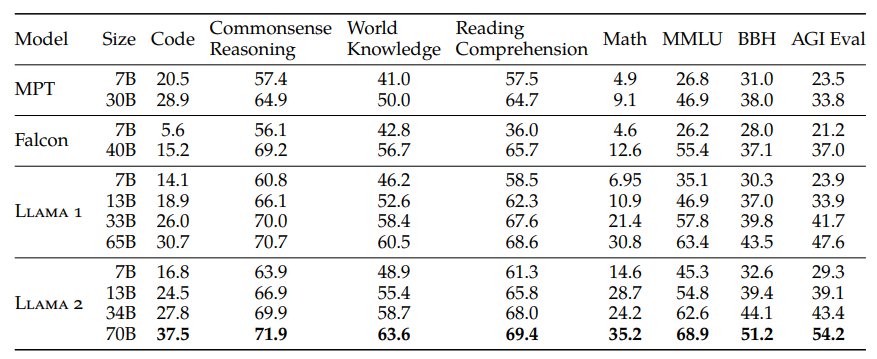 Model Size Code Commonsense Reasoning World Knowledge Reading Comprehension Math MMLU BBH AGI Eval
MPT 7B 20.5 57.4 41.0 57.5 4.9 26.8 31.0 23.5
30B 28.9 64.9 50.0 64.7 9.1 46.9 38.0 33.8
Falcon 7B 5.6 56.1 42.8 36.0 4.6 26.2 28.0 21.2
40B 15.2 69.2 56.7 65.7 12.6 55.4 37.1 37.0
LLAMA 1 7B 14.1 60.8 46.2 58.5 6.95 35.1 30.3 23.9
13B 18.9 66.1 52.6 62.3 10.9 46.9 37.0 33.9
33B 26.0 70.0 58.4 67.6 21.4 57.8 39.8 41.7
65B 30.7 70.7 60.5 68.6 30.8 63.4 43.5 47.6
LLAMA 2 7B 16.8 63.9 48.9 61.3 14.6 45.3 32.6 29.3
13B 24.5 66.9 55.4 65.8 28.7 54.8 39.4 39.1
34B 27.8 69.9 58.7 68.0 24.2 62.6 44.1 43.4
70B 37.5 71.9 63.6 69.4 35.2 68.9 51.2 54.2